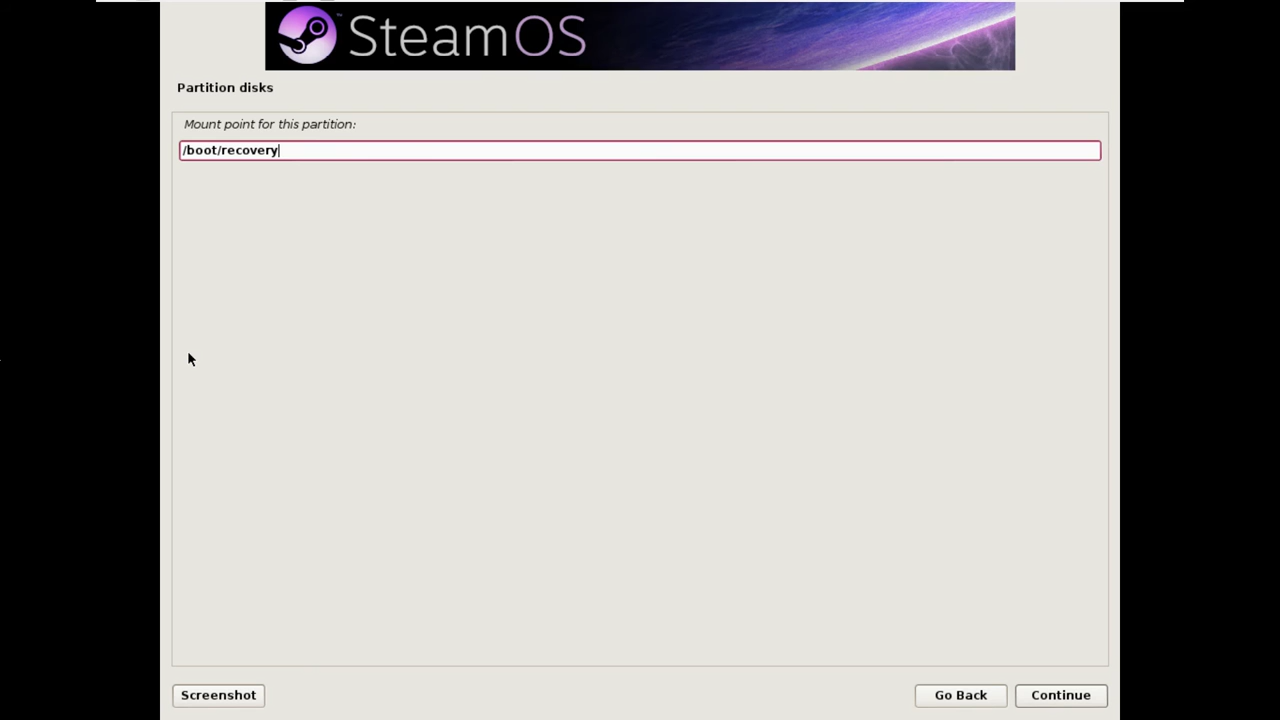 SteamOS
Partition disks
Mount point for this partition:
/boot/recovery
Screenshot
Go Back
Continue